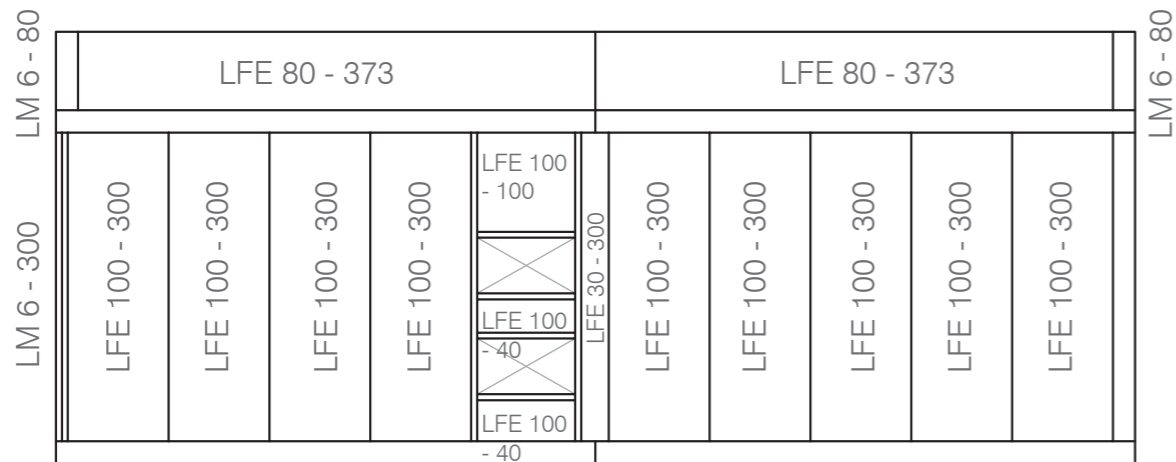 LM 6 - 80
LFE 80 - 373
LFE 80 - 373
LM 6 - 80
LM 6 - 300
LFE 100 - 300
LFE 100 - 300
LFE 100 - 300
LFE 100 - 300
LFE 100
- 100
LFE 100
- 40
LFE 100
- 40
LFE 30 - 300
LFE 100 - 300
LFE 100 - 300
LFE 100 - 300
LFE 100 - 300
LFE 100 - 300